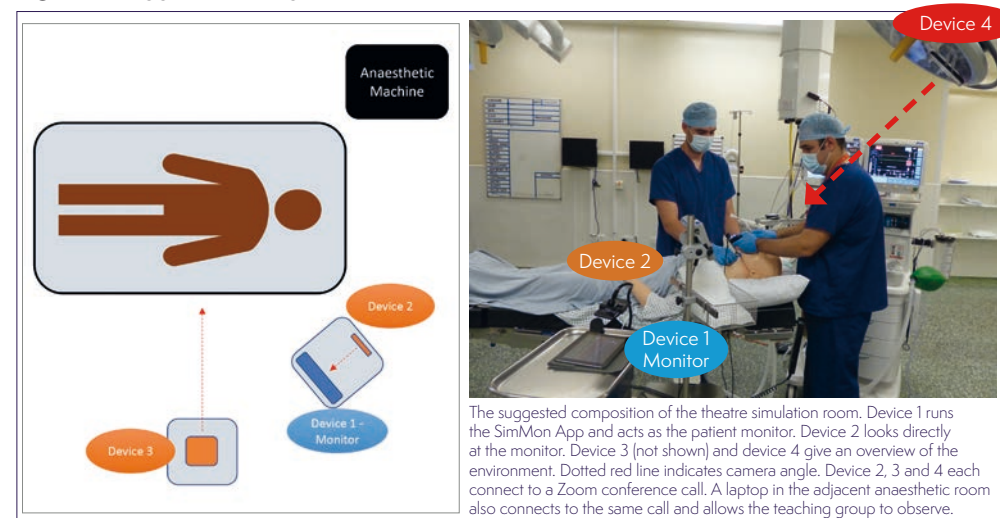 Anaesthetic
Machine
Device 2
Device 1 -
Monitor
Device 3
Device 4
Device 2
Device 1
Monitor
The suggested composition of the theatre simulation room. Device 1 runs
the SimMon App and acts as the patient monitor. Device 2 looks directly
at the monitor. Device 3 (not shown) and device 4 give an overview of the
environment. Dotted red line indicates camera angle. Device 2, 3 and 4 each
connect to a Zoom conference call. A laptop in the adjacent anaesthetic room
also connects to the same call and allows the teaching group to observe.